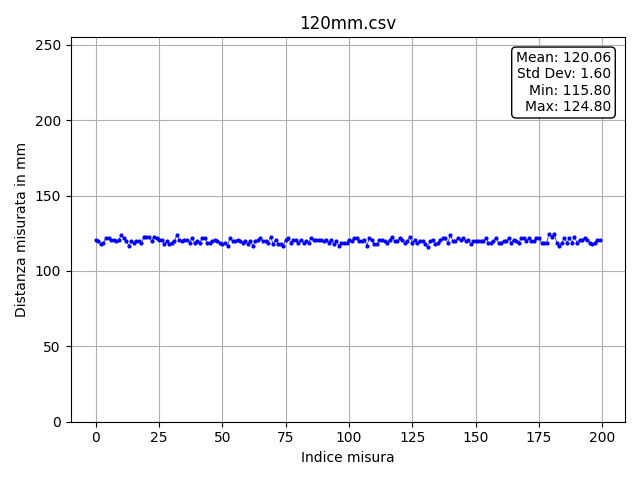 120mm.csv
250
200
150
100
50
0
Distanza misurata in mm
Mean: 120.06
Std Dev: 1.60
Min: 115.80
Max: 124.80
0 25 50 75 100 125 150 175 200
Indice misura